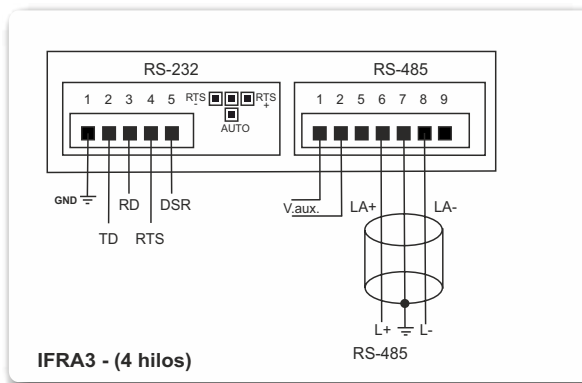 RS-232 RS-485
1 2 3 4 5 RTS - RTS + 1 2 5 6 7 8 9
AUTO
GND RD DSR V.aux. LA+ LA-
TD RTS
L+ L-
RS-485
IFRA3 - (4 hilos)